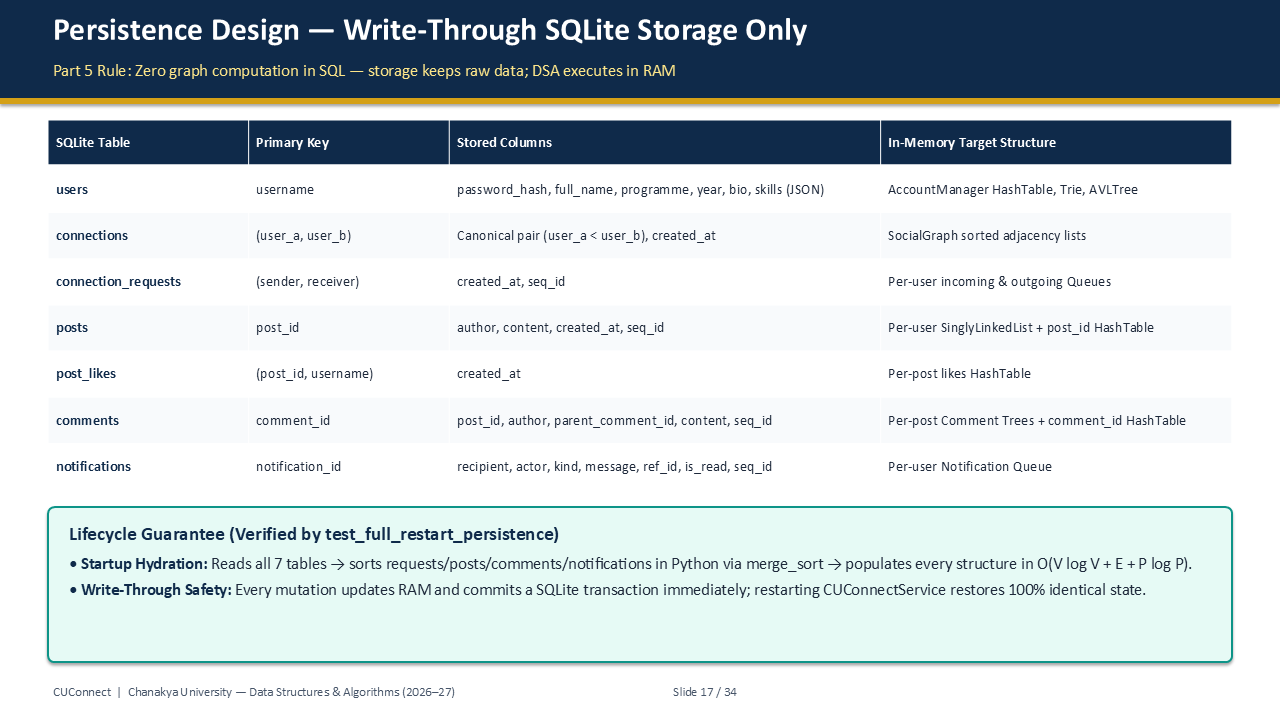 Persistence Design — Write-Through SQLite Storage Only
Part 5 Rule: Zero graph computation in SQL — storage keeps raw data; DSA executes in RAM
SQLite Table | Primary Key | Stored Columns | In-Memory Target Structure
users | username | password_hash, full_name, programme, year, bio, skills (JSON) | AccountManager HashTable, Trie, AVLTree
connections | (user_a, user_b) | Canonical pair (user_a < user_b), created_at | SocialGraph sorted adjacency lists
connection_requests | (sender, receiver) | created_at, seq_id | Per-user incoming & outgoing Queues
posts | post_id | author, content, created_at, seq_id | Per-user SinglyLinkedList + post_id HashTable
post_likes | (post_id, username) | created_at | Per-post likes HashTable
comments | comment_id | post_id, author, parent_comment_id, content, seq_id | Per-post Comment Trees + comment_id HashTable
notifications | notification_id | recipient, actor, kind, message, ref_id, is_read, seq_id | Per-user Notification Queue
Lifecycle Guarantee (Verified by test_full_restart_persistence)
• Startup Hydration: Reads all 7 tables → sorts requests/posts/comments/notifications in Python via merge_sort → populates every structure in O(V log V + E + P log P).
• Write-Through Safety: Every mutation updates RAM and commits a SQLite transaction immediately; restarting CUConnectService restores 100% identical state.
CUConnect | Chanakya University — Data Structures & Algorithms (2026–27)
Slide 17 / 34